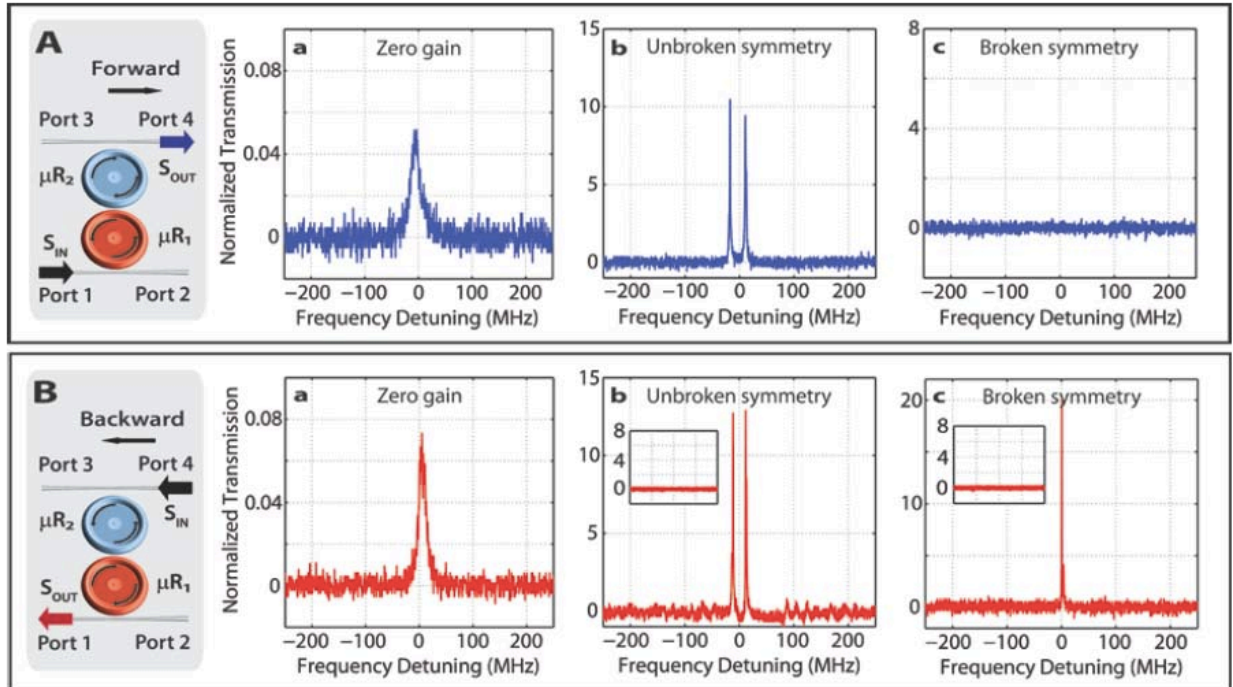 A
Forward
Port 3 Port 4
μR₂ S_OUT
S_IN μR₁
Port 1 Port 2
a Zero gain
Normalized Transmission
0.08
0.04
0
−200 −100 0 100 200
Frequency Detuning (MHz)
b Unbroken symmetry
15
10
5
0
−200 −100 0 100 200
Frequency Detuning (MHz)
c Broken symmetry
8
4
0
−200 −100 0 100 200
Frequency Detuning (MHz)
B
Backward
Port 3 Port 4
μR₂ S_IN
S_OUT μR₁
Port 1 Port 2
a Zero gain
Normalized Transmission
0.08
0.04
0
−200 −100 0 100 200
Frequency Detuning (MHz)
b Unbroken symmetry
15
10
5
0
8
4
0
−200 −100 0 100 200
Frequency Detuning (MHz)
c Broken symmetry
20
10
0
8
4
0
−200 −100 0 100 200
Frequency Detuning (MHz)